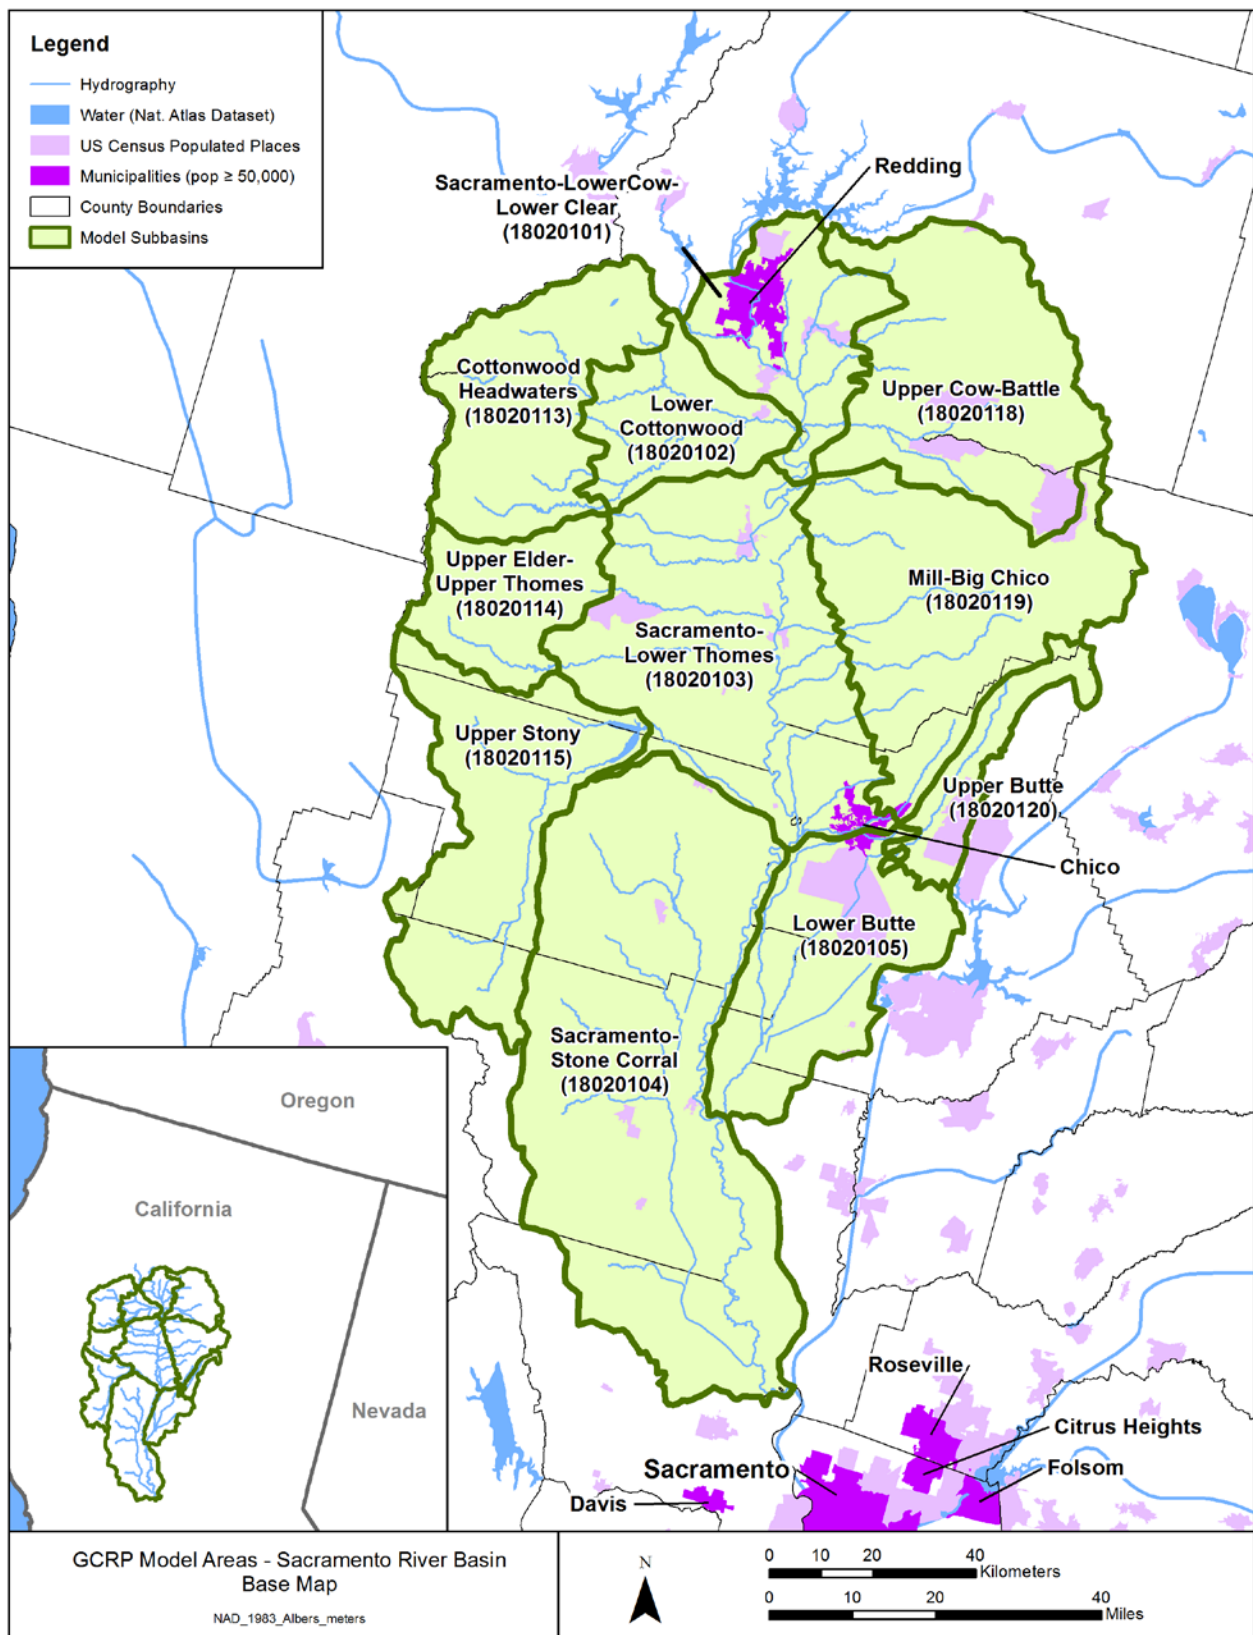 Legend
Hydrography
Water (Nat. Atlas Dataset)
US Census Populated Places
Municipalities (pop ≥ 50,000)
County Boundaries
Model Subbasins
Redding
Sacramento-LowerCow-
Lower Clear
(18020101)
Cottonwood
Headwaters
(18020113)
Lower
Cottonwood
(18020102)
Upper Cow-Battle
(18020118)
Upper Elder-
Upper Thomes
(18020114)
Mill-Big Chico
(18020119)
Sacramento-
Lower Thomes
(18020103)
Upper Stony
(18020115)
Upper Butte
(18020120)
Chico
Lower Butte
(18020105)
Sacramento-
Stone Corral
(18020104)
Oregon
California
Nevada
Roseville
Citrus Heights
Folsom
Sacramento
Davis
GCRP Model Areas - Sacramento River Basin
Base Map
NAD_1983_Albers_meters
N
0 10 20 40
Kilometers
0 10 20 40
Miles